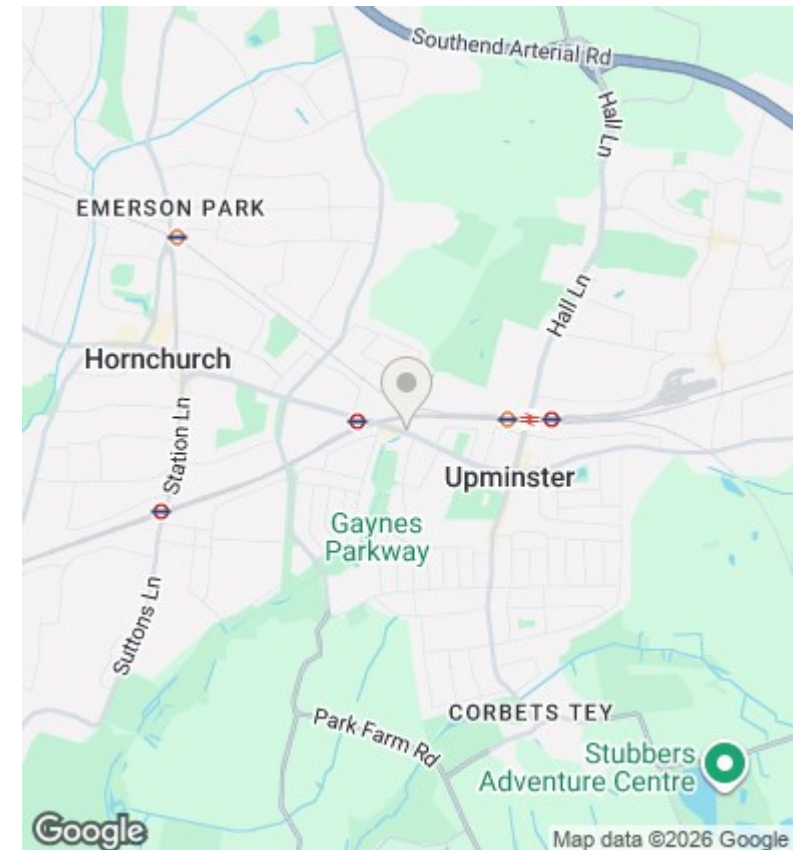 Southend Arterial Rd
Hall Ln
EMERSON PARK
Hall Ln
Hornchurch
Station Ln
Upminster
Gaynes
Parkway
Suttons Ln
CORBETS TEY
Park Farm Rd
Stubbers
Adventure Centre
Google
Map data ©2026 Google